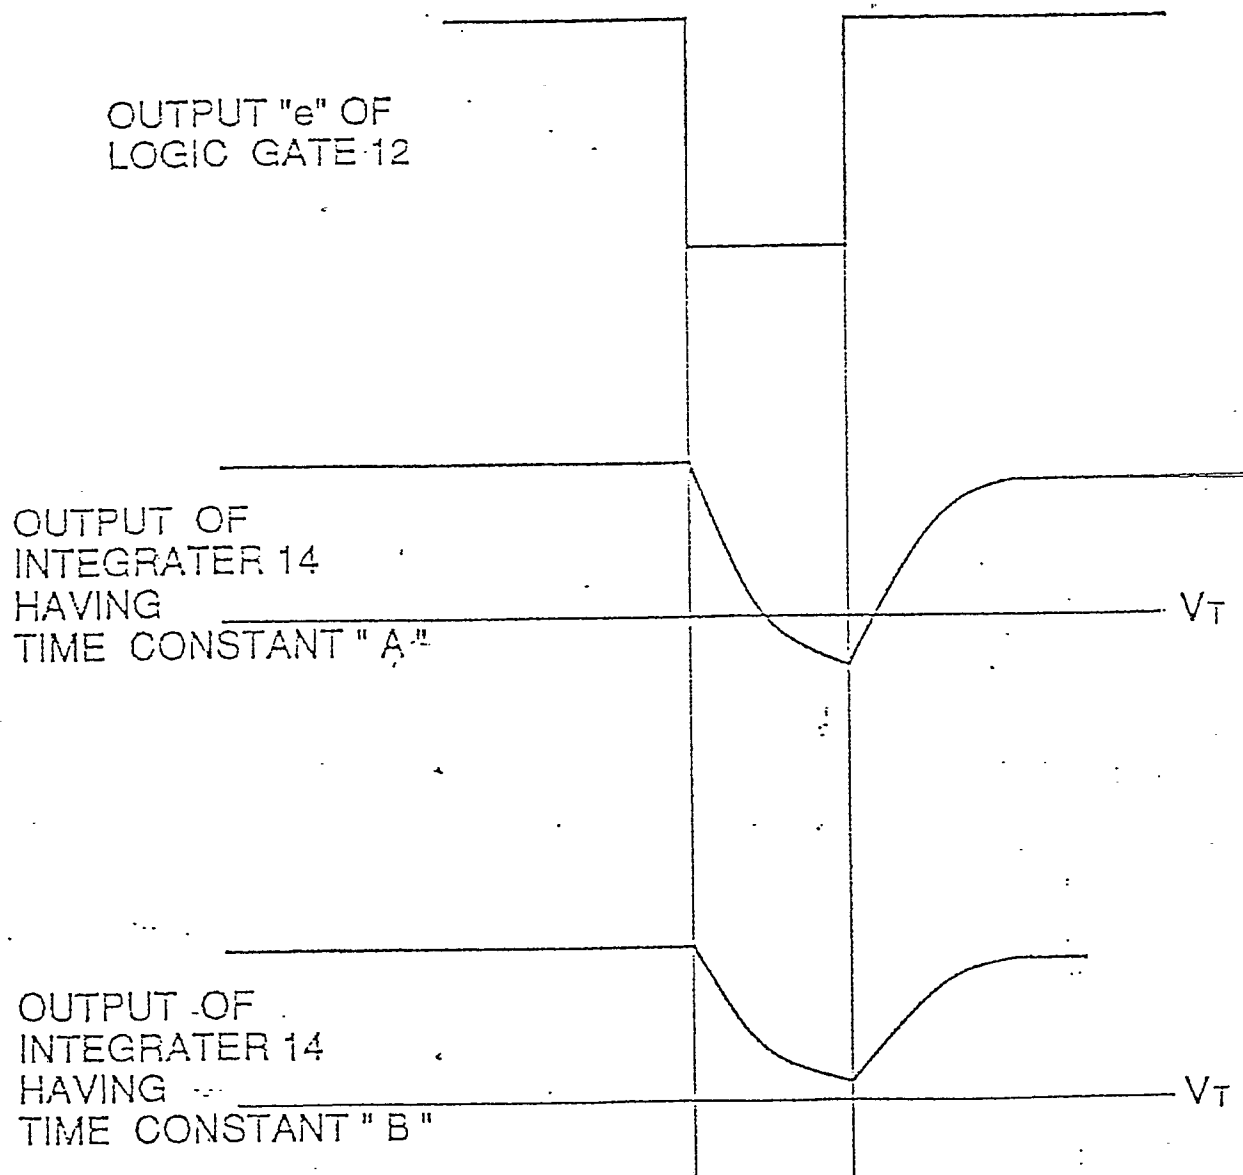 OUTPUT "e" OF
LOGIC GATE 12
OUTPUT OF
INTEGRATER 14
HAVING
TIME CONSTANT " A "
VT
OUTPUT OF
INTEGRATER 14
HAVING
TIME CONSTANT " B "
VT